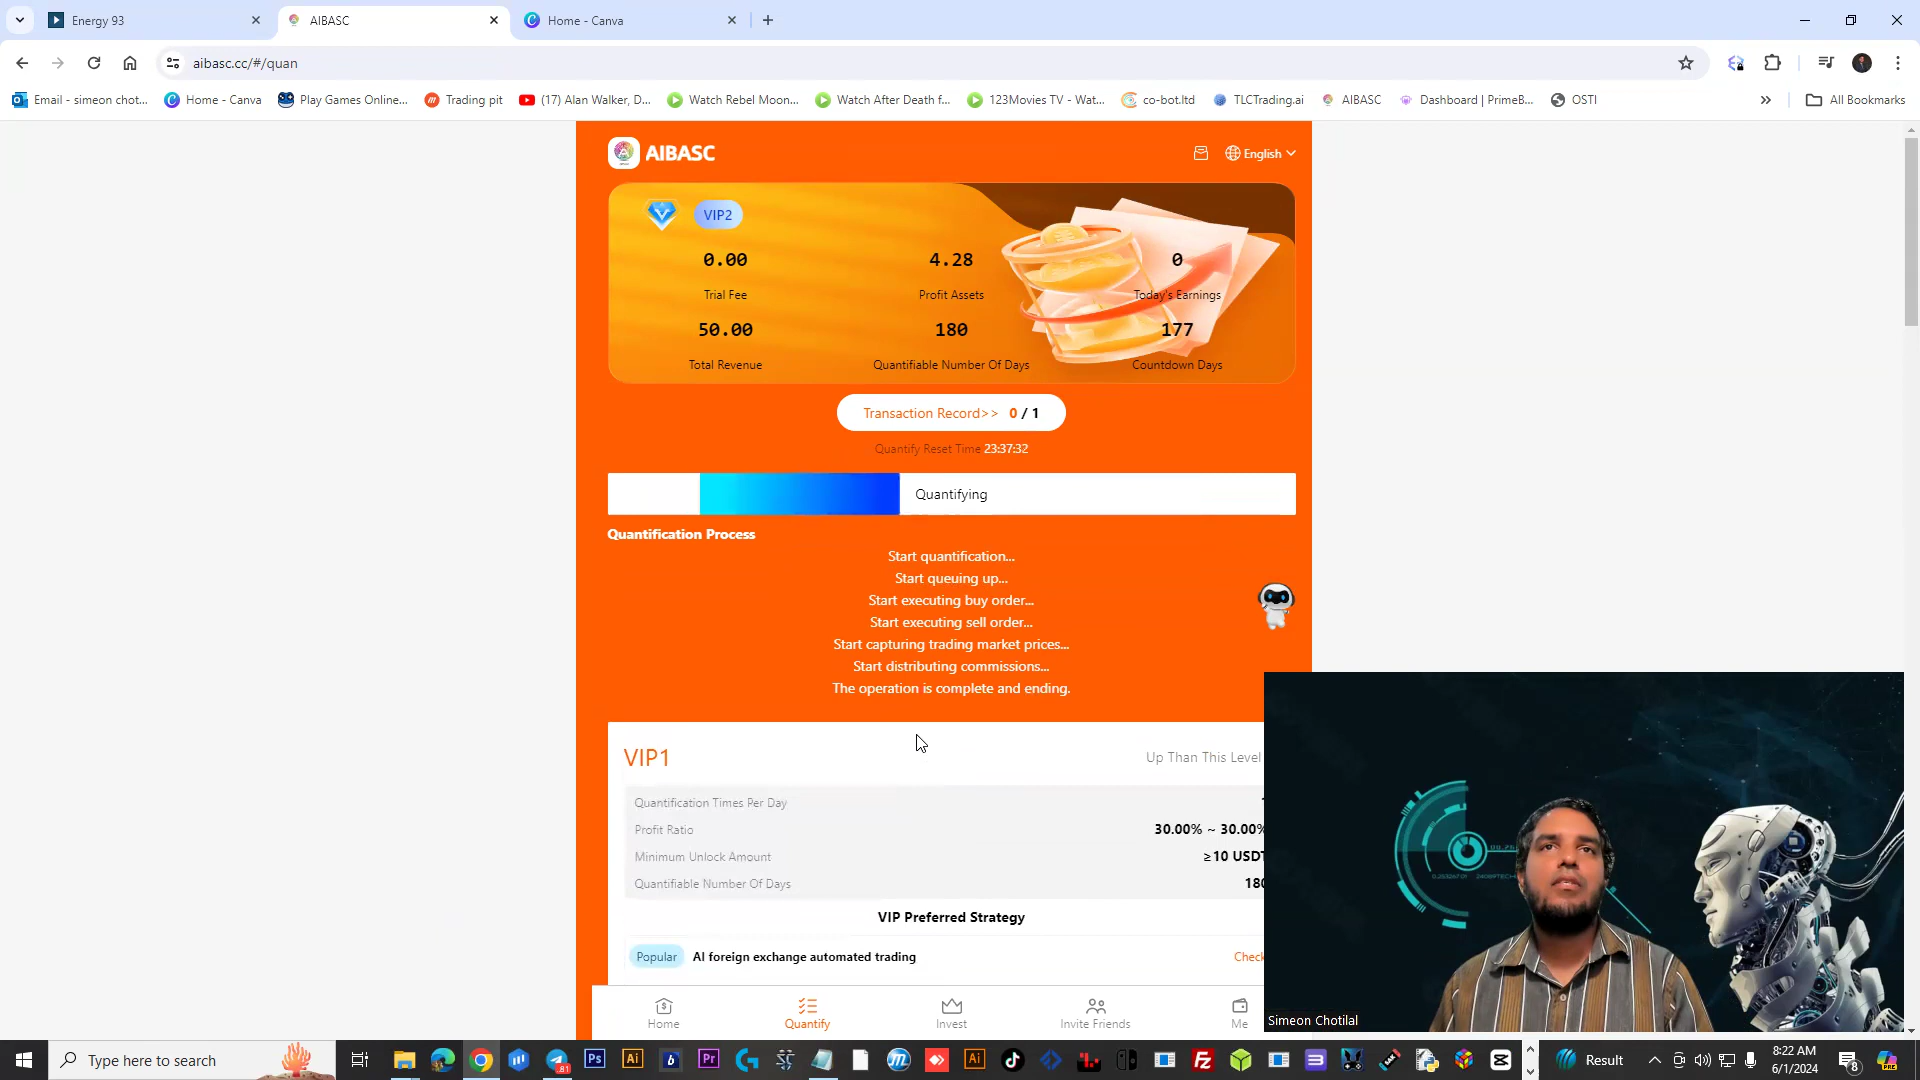 Energy 93
AIBASC
Home - Canva
aibasc.cc/#/quan
Email - simeon chot...
Home - Canva
Play Games Online...
Trading pit
(17) Alan Walker, D...
Watch Rebel Moon...
Watch After Death f...
123Movies TV - Wat...
co-bot.ltd
TLCTrading.ai
AIBASC
Dashboard | PrimeB...
OSTI
All Bookmarks
AIBASC
English
VIP2
0.00
4.28
0
Trial Fee
Profit Assets
Today's Earnings
50.00
180
177
Total Revenue
Quantifiable Number Of Days
Countdown Days
Transaction Record>> 0 / 1
Quantify Reset Time 23:37:32
Quantifying
Quantification Process
Start quantification...
Start queuing up...
Start executing buy order...
Start executing sell order...
Start capturing trading market prices...
Start distributing commissions...
The operation is complete and ending.
VIP1
Up Than This Level
Quantification Times Per Day
Profit Ratio
30.00% ~ 30.00%
Minimum Unlock Amount
≥10 USDT
Quantifiable Number Of Days
180
VIP Preferred Strategy
Popular
AI foreign exchange automated trading
Check
Home
Quantify
Invest
Invite Friends
Me
Simeon Chotilal
Type here to search
81
Result
8:22 AM
6/1/2024
8